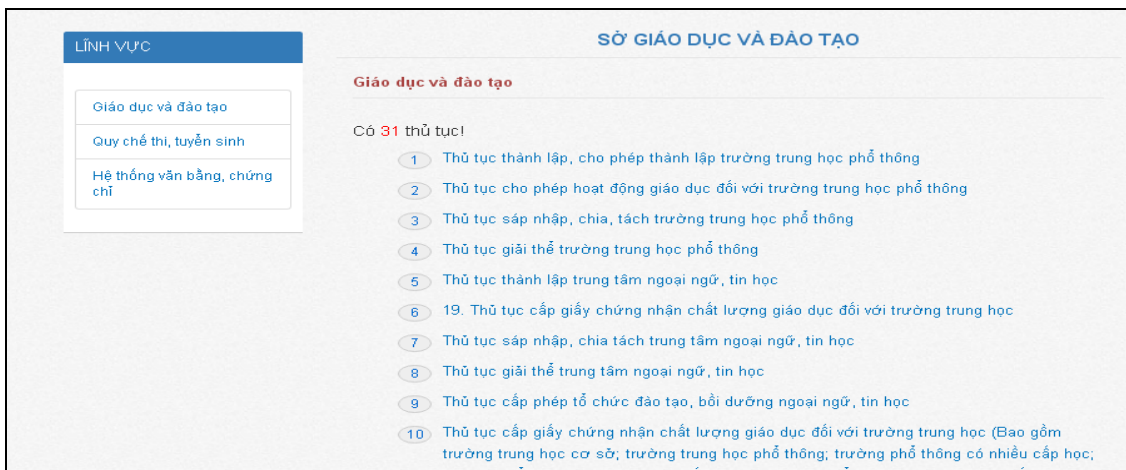 LĨNH VỰC
Giáo dục và đào tạo
Quy chế thi, tuyển sinh
Hệ thống văn bằng, chứng
chỉ
SỞ GIÁO DỤC VÀ ĐÀO TẠO
Giáo dục và đào tạo
Có 31 thủ tục!
1 Thủ tục thành lập, cho phép thành lập trường trung học phổ thông
2 Thủ tục cho phép hoạt động giáo dục đối với trường trung học phổ thông
3 Thủ tục sáp nhập, chia, tách trường trung học phổ thông
4 Thủ tục giải thể trường trung học phổ thông
5 Thủ tục thành lập trung tâm ngoại ngữ, tin học
6 19. Thủ tục cấp giấy chứng nhận chất lượng giáo dục đối với trường trung học
7 Thủ tục sáp nhập, chia tách trung tâm ngoại ngữ, tin học
8 Thủ tục giải thể trung tâm ngoại ngữ, tin học
9 Thủ tục cấp phép tổ chức đào tạo, bồi dưỡng ngoại ngữ, tin học
10 Thủ tục cấp giấy chứng nhận chất lượng giáo dục đối với trường trung học (Bao gồm
trường trung học cơ sở; trường trung học phổ thông; trường phổ thông có nhiều cấp học;